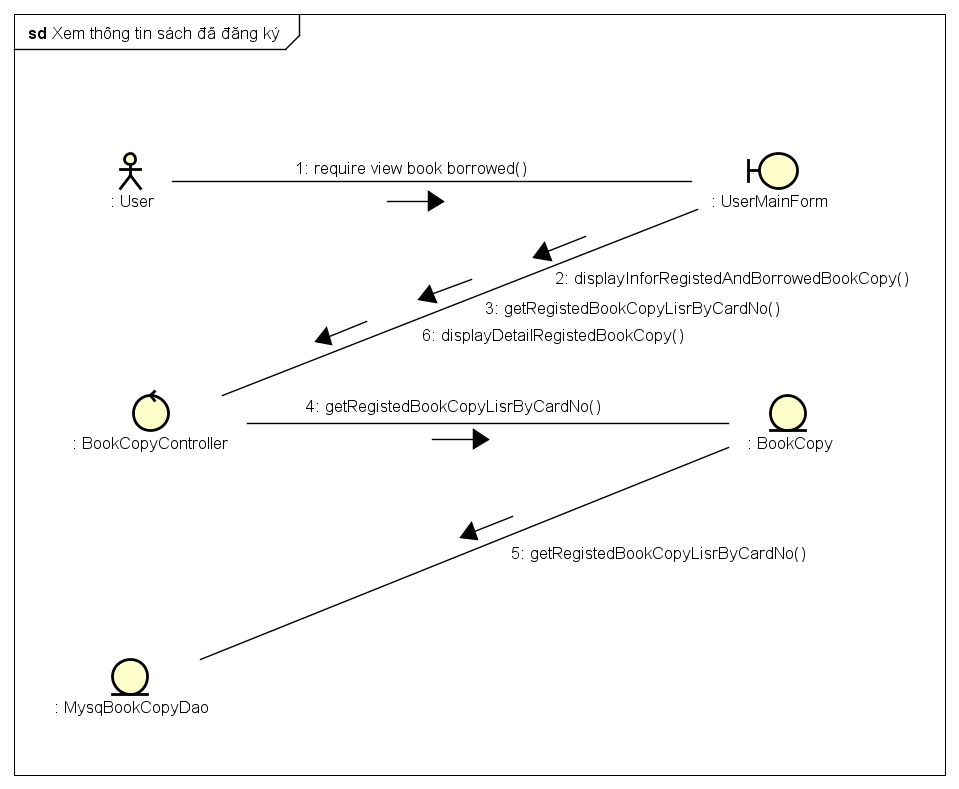 sd Xem thông tin sách đã đăng ký
1: require view book borrowed()
: User
: UserMainForm
2: displayInforRegistedAndBorrowedBookCopy()
3: getRegistedBookCopyLisrByCardNo()
6: displayDetailRegistedBookCopy()
4: getRegistedBookCopyLisrByCardNo()
: BookCopyController
: BookCopy
5: getRegistedBookCopyLisrByCardNo()
: MysqBookCopyDao